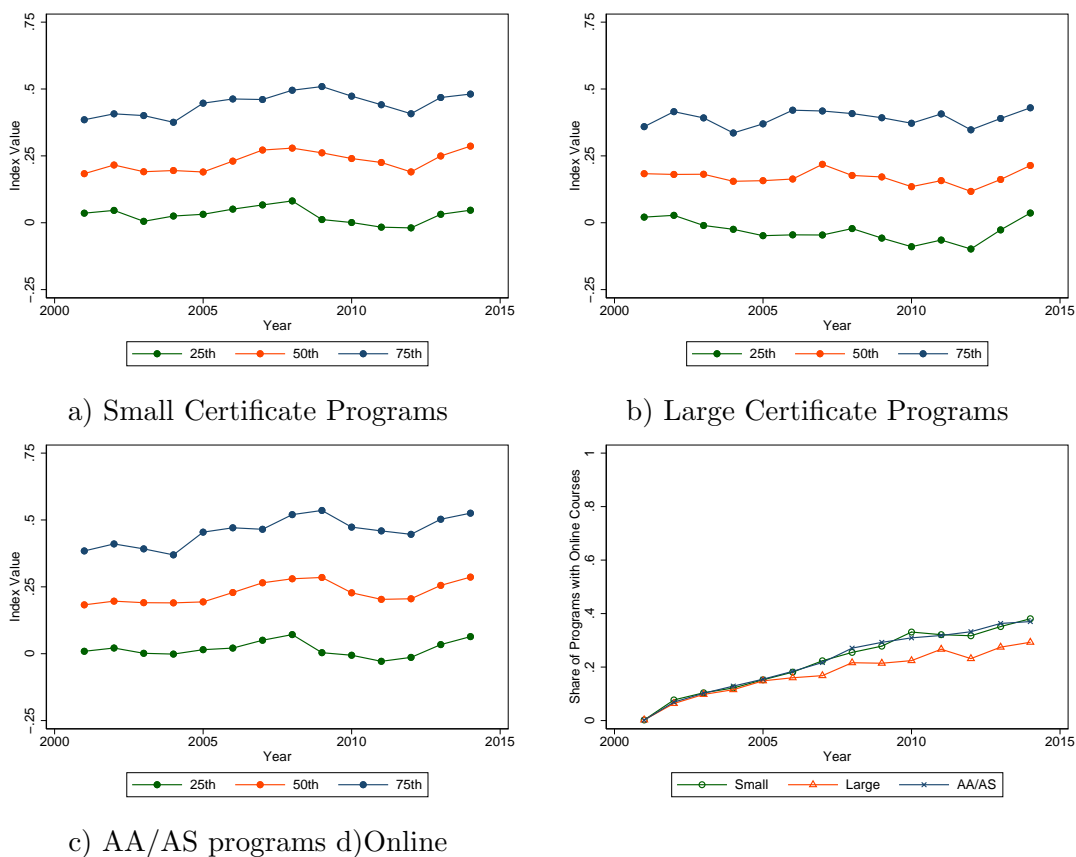 .75
.5
.25
0
-.25
Index Value
2000 2005 2010 2015
Year
25th 50th 75th
a) Small Certificate Programs
.75
.5
.25
0
-.25
Index Value
2000 2005 2010 2015
Year
25th 50th 75th
b) Large Certificate Programs
.75
.5
.25
0
-.25
Index Value
2000 2005 2010 2015
Year
25th 50th 75th
1
.8
.6
.4
.2
0
Share of Programs with Online Courses
2000 2005 2010 2015
Year
Small Large AA/AS
c) AA/AS programs d)Online